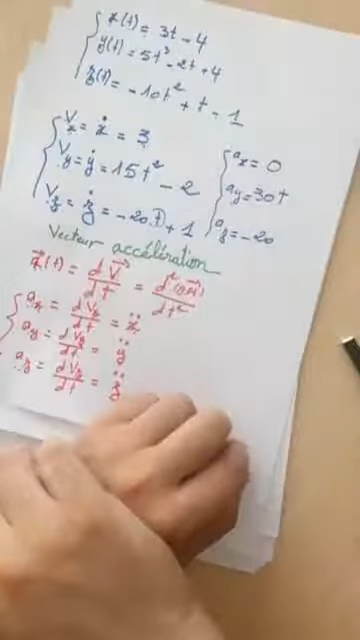 x(t) = 3t - 4
y(t) = 5t³ - 2t + 4
z(t) = -10t² + t - 1
Vx = ẋ = 3
Vy = ẏ = 15t² - 2
Vz = ż = -20t + 1
ax = 0
ay = 30t
az = -20
Vecteur accélération
a⃗(t) = dV⃗/dt = d²(OM⃗)/dt²
ax = dVx/dt = ẍ
ay = dVy/dt = ÿ
az = dVz/dt = z̈